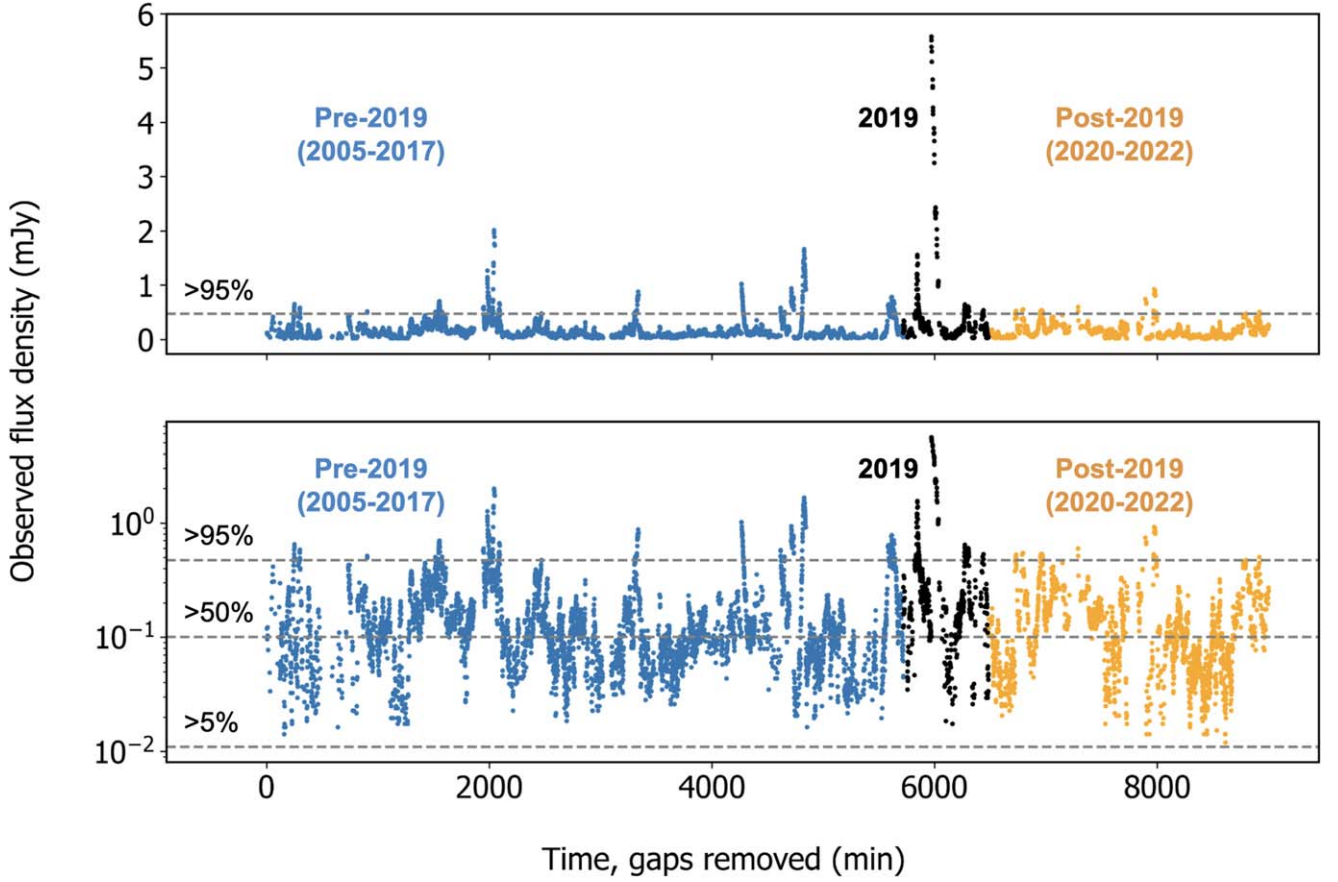 Observed flux density (mJy)
6
5
4
3
2
1
0
Pre-2019
(2005-2017)
2019
Post-2019
(2020-2022)
>95%
10⁰
10⁻¹
10⁻²
Pre-2019
(2005-2017)
2019
Post-2019
(2020-2022)
>95%
>50%
>5%
0 2000 4000 6000 8000
Time, gaps removed (min)